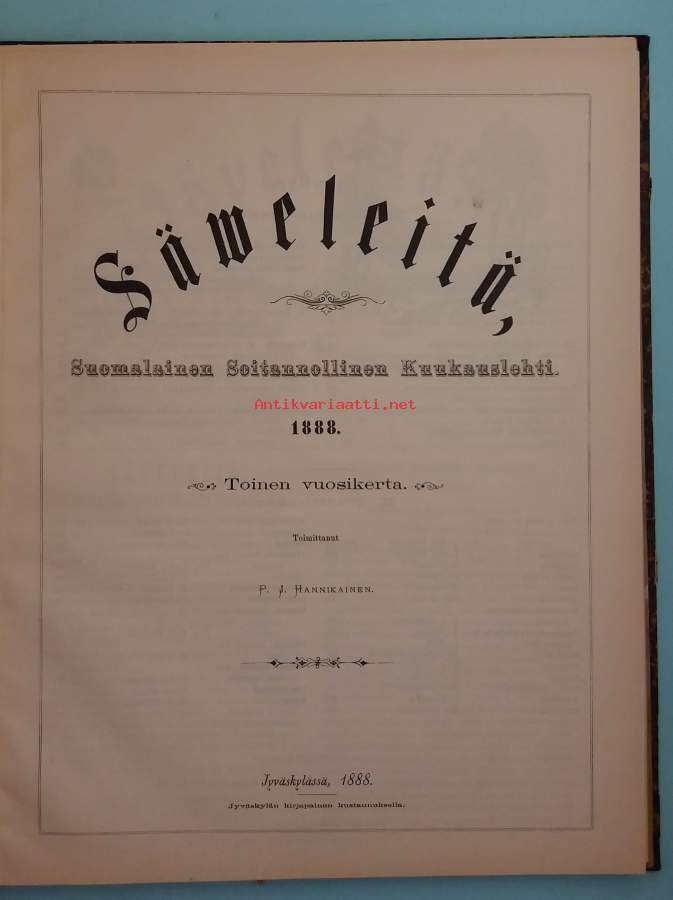 Säweleitä,
Suomalainen Soitannollinen Kuukauslehti.
Antikvariaatti.net
1888.
Toinen vuosikerta.
Toimittanut
P. J. HANNIKAINEN.
Jyväskylässä, 1888.
Jyväskylän kirjapainon kustannuksella.